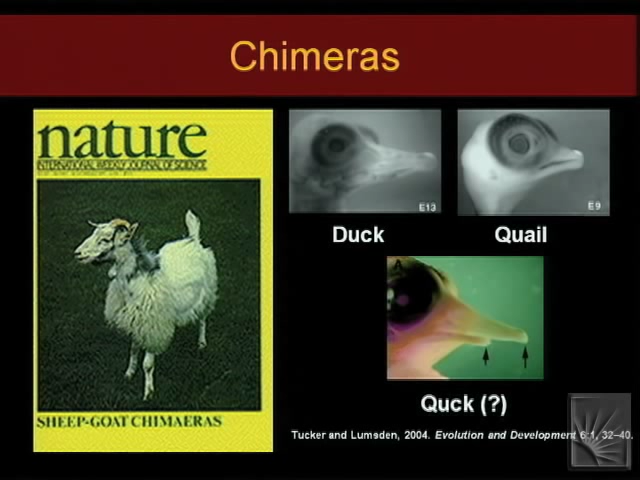 Chimeras
nature
INTERNATIONAL WEEKLY JOURNAL OF SCIENCE
SHEEP-GOAT CHIMAERAS
E13
E9
Duck
Quail
A
Quck (?)
Tucker and Lumsden, 2004. Evolution and Development 6:1, 32–40.